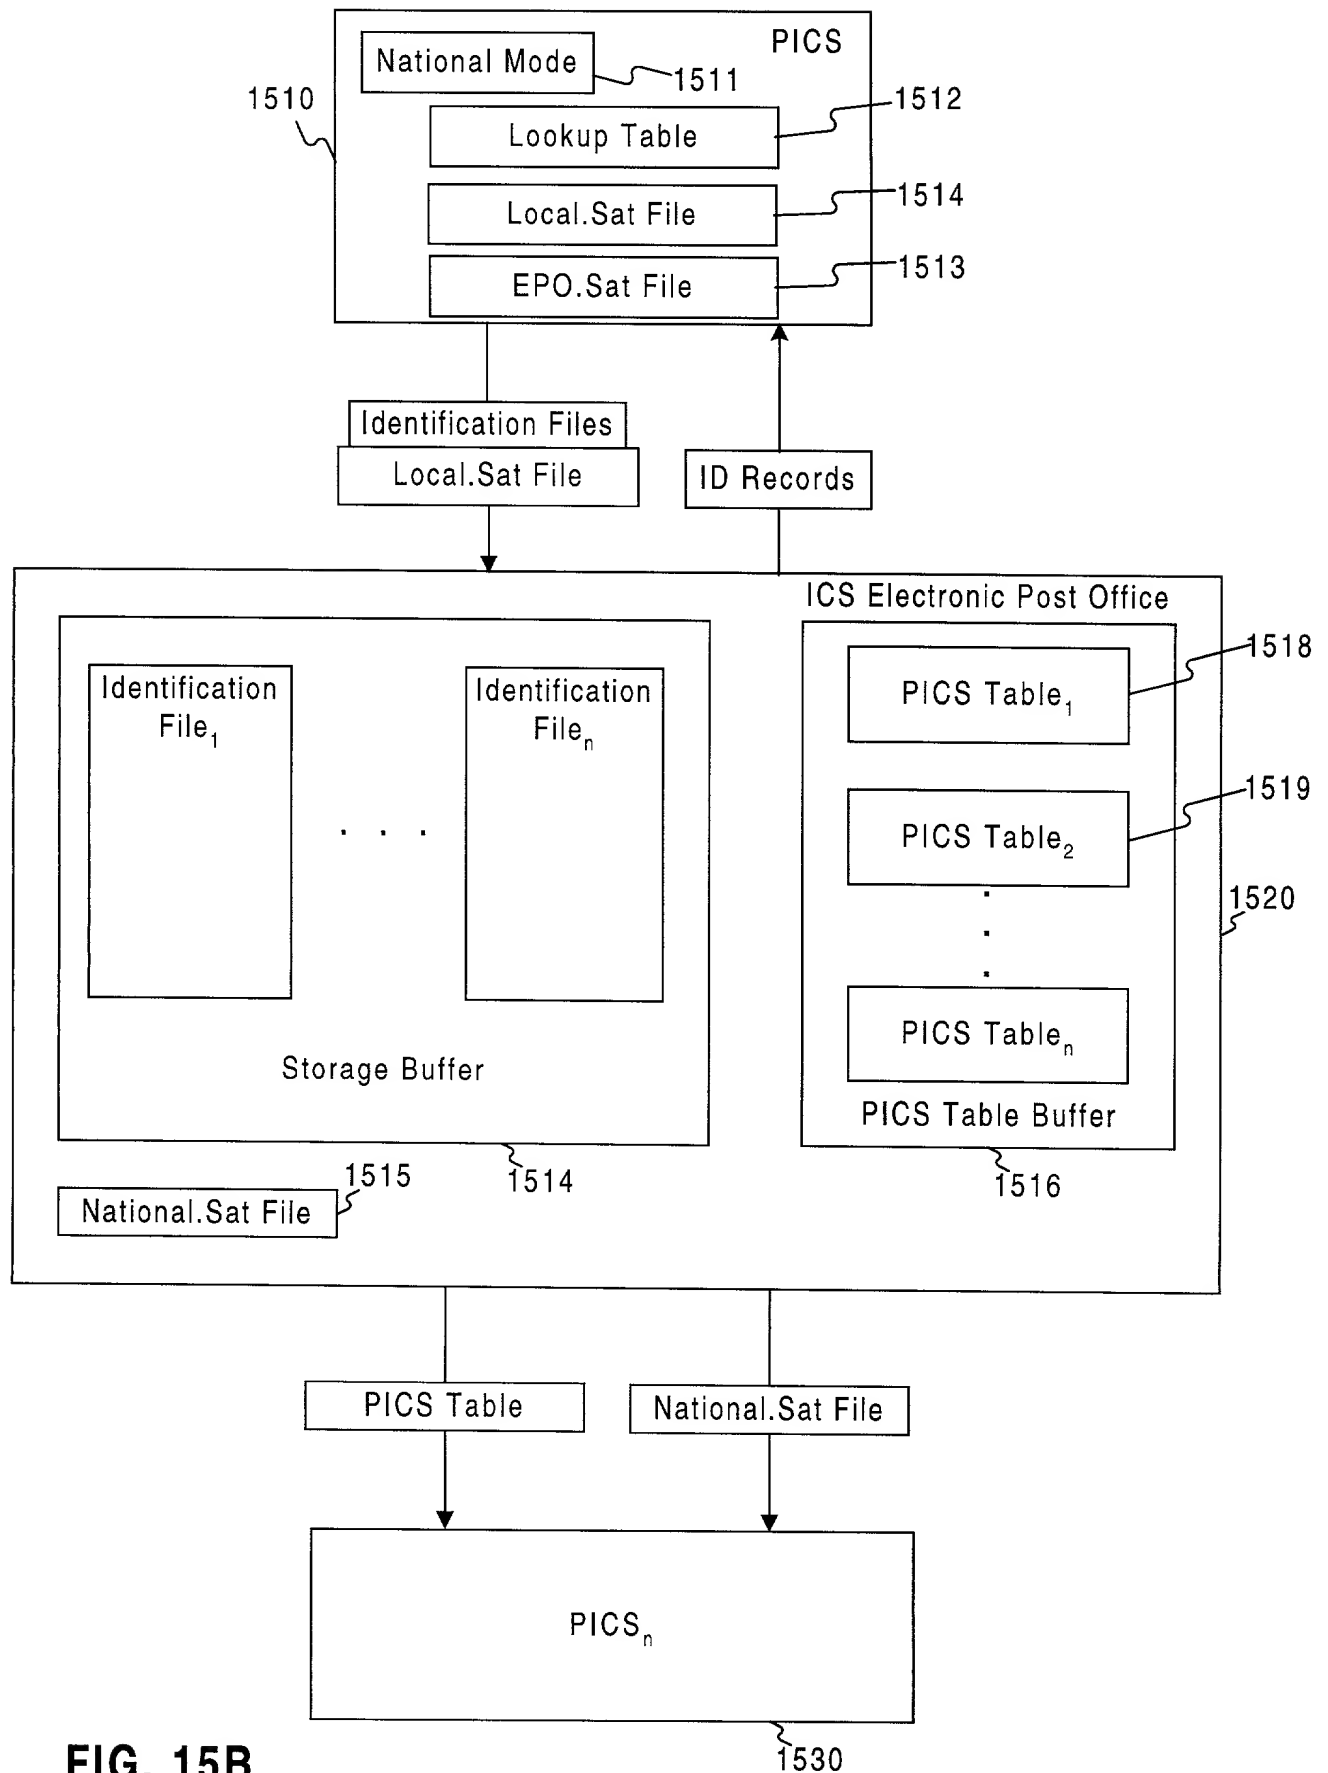 PICS
National Mode
1511
1510
1512
Lookup Table
1514
Local.Sat File
1513
EPO.Sat File
Identification Files
Local.Sat File
ID Records
ICS Electronic Post Office
1518
Identification
File1
Identification
Filen
PICS Table1
1519
. . .
PICS Table2
1520
.
.
.
PICS Tablen
Storage Buffer
PICS Table Buffer
1514
1516
1515
National.Sat File
PICS Table
National.Sat File
PICSn
1530
FIG. 15B